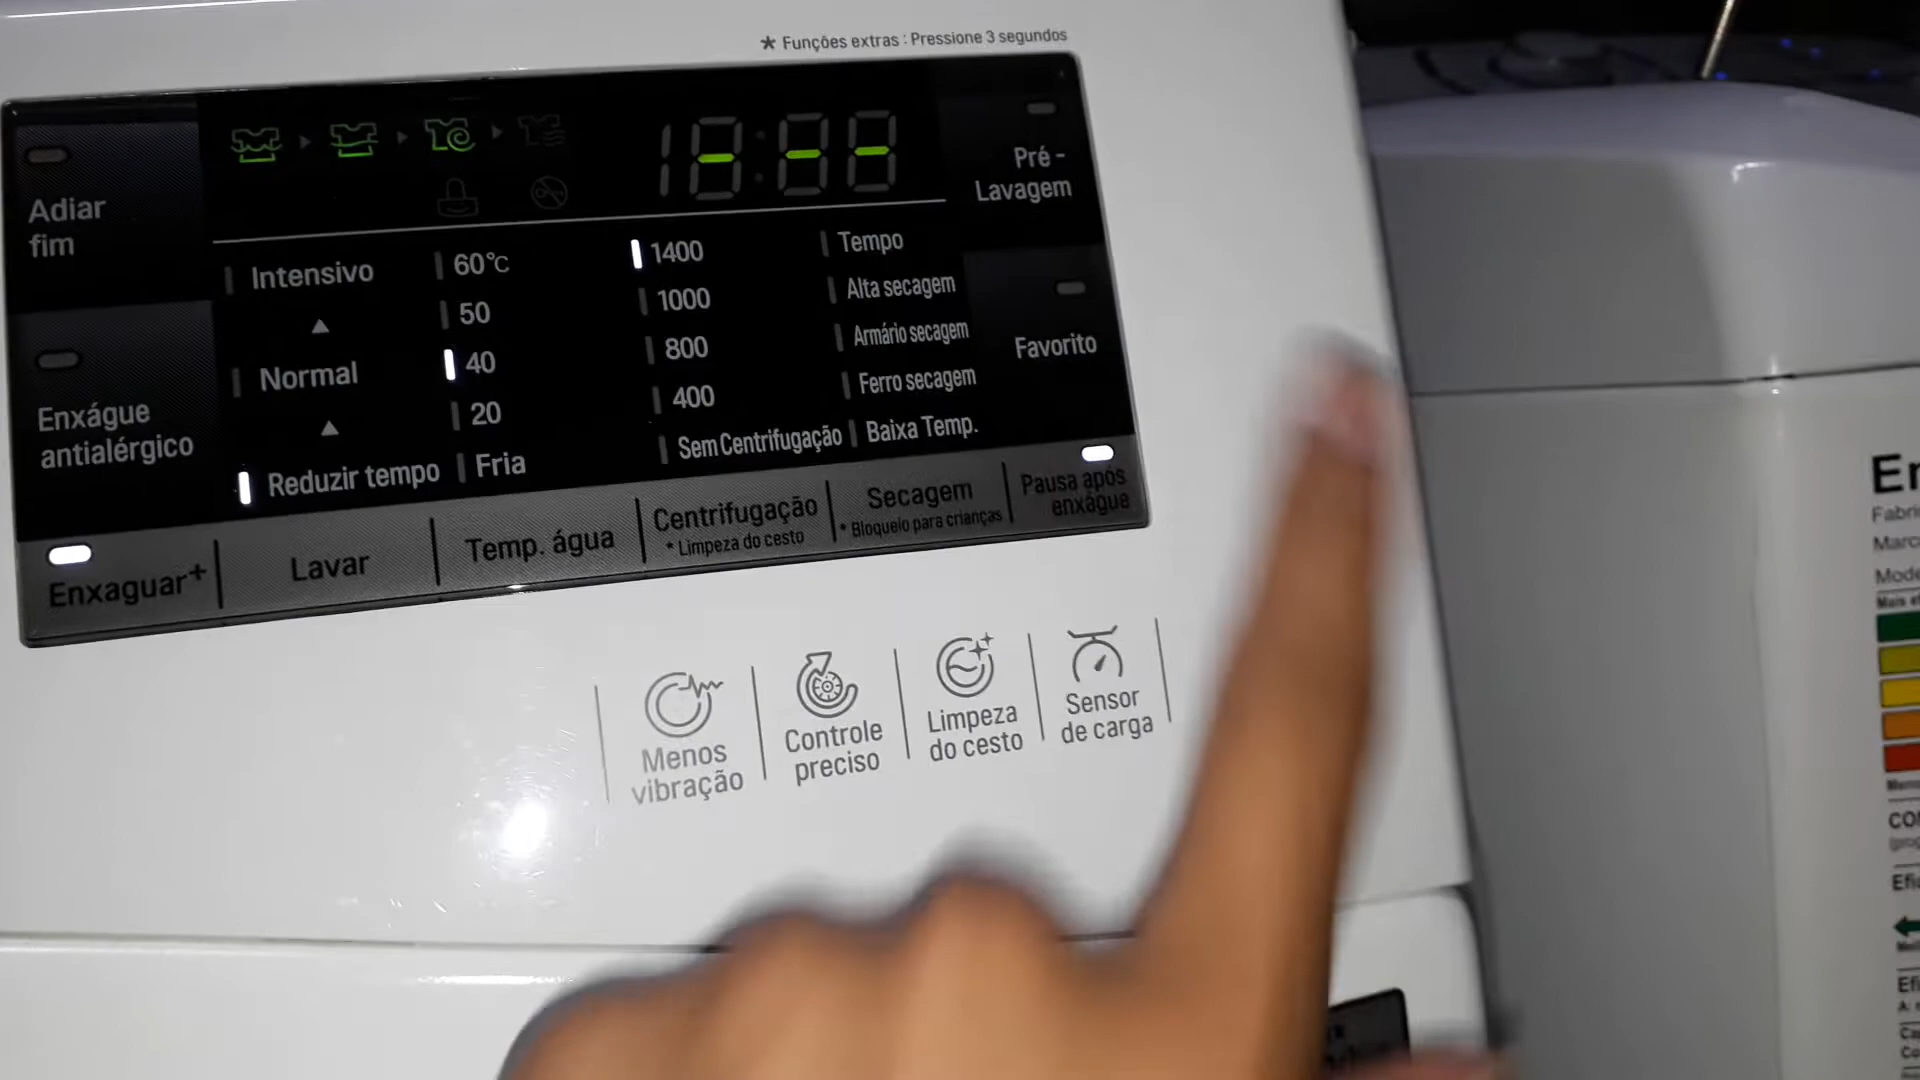 * Funções extras : Pressione 3 segundos
Adiar
fim
Pré -
Lavagem
Intensivo
60°C
1400
Tempo
50
1000
Alta secagem
Normal
40
800
Armário secagem
Favorito
Enxágue
antialérgico
20
400
Ferro secagem
Reduzir tempo
Fria
Sem Centrifugação
Baixa Temp.
Enxaguar+
Lavar
Temp. água
Centrifugação
* Limpeza do cesto
Secagem
* Bloqueio para crianças
Pausa após
enxágue
Menos
vibração
Controle
preciso
Limpeza
do cesto
Sensor
de carga